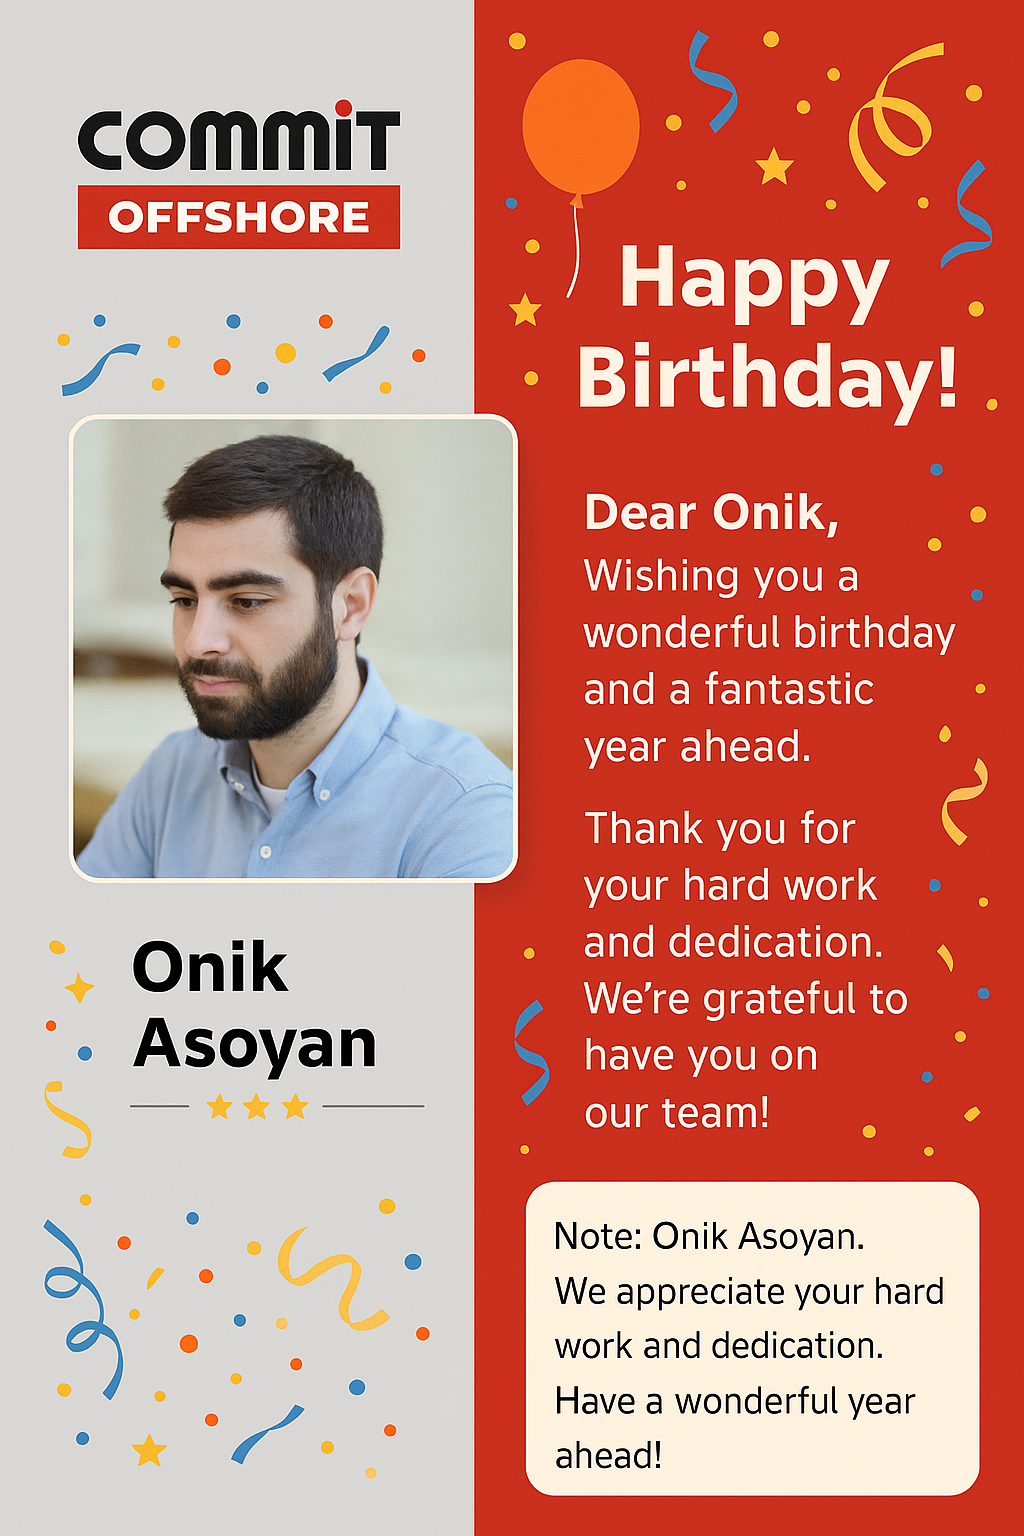 COMMiT
OFFSHORE
Happy
Birthday!
Dear Onik,
Wishing you a
wonderful birthday
and a fantastic
year ahead.
Thank you for
your hard work
and dedication.
We’re grateful to
have you on
our team!
Onik
Asoyan
Note: Onik Asoyan.
We appreciate your hard
work and dedication.
Have a wonderful year
ahead!